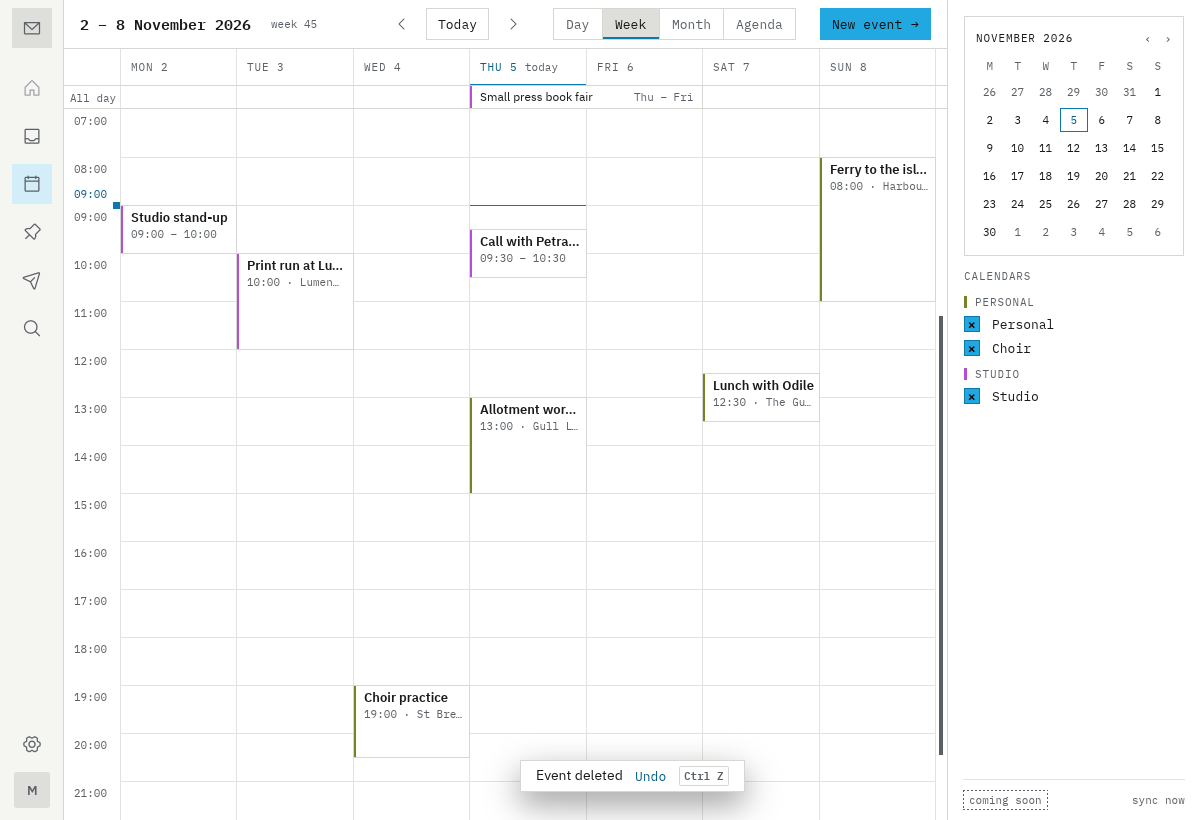 2 – 8 November 2026 week 45 Today Day Week Month Agenda New event →
MON 2 TUE 3 WED 4 THU 5 today FRI 6 SAT 7 SUN 8
All day Small press book fair Thu – Fri
07:00
08:00
09:00
09:00
10:00
11:00
12:00
13:00
14:00
15:00
16:00
17:00
18:00
19:00
20:00
21:00
Studio stand-up
09:00 – 10:00
Print run at Lu…
10:00 · Lumen…
Choir practice
19:00 · St Bre…
Call with Petra…
09:30 – 10:30
Allotment wor…
13:00 · Gull L…
Lunch with Odile
12:30 · The Gu…
Ferry to the isl…
08:00 · Harbou…
Event deleted Undo Ctrl Z
M
NOVEMBER 2026 ‹ ›
M T W T F S S
26 27 28 29 30 31 1
2 3 4 5 6 7 8
9 10 11 12 13 14 15
16 17 18 19 20 21 22
23 24 25 26 27 28 29
30 1 2 3 4 5 6
CALENDARS
PERSONAL
Personal
Choir
STUDIO
Studio
coming soon sync now